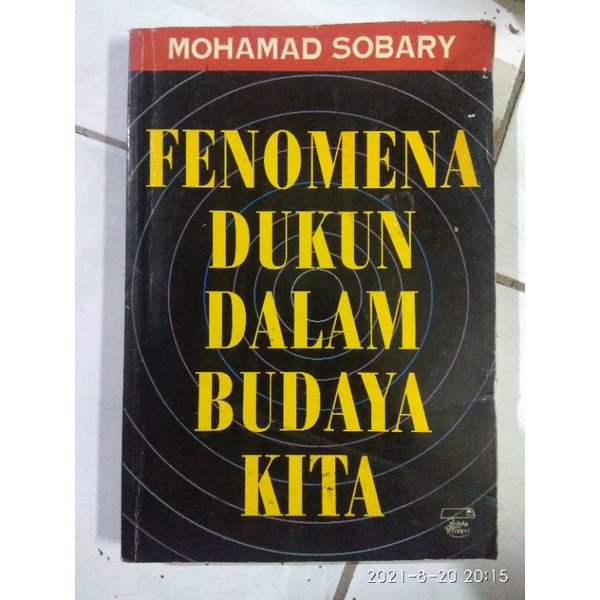 MOHAMAD SOBARY
FENOMENA
DUKUN
DALAM
BUDAYA
KITA
2021-8-20 20:15